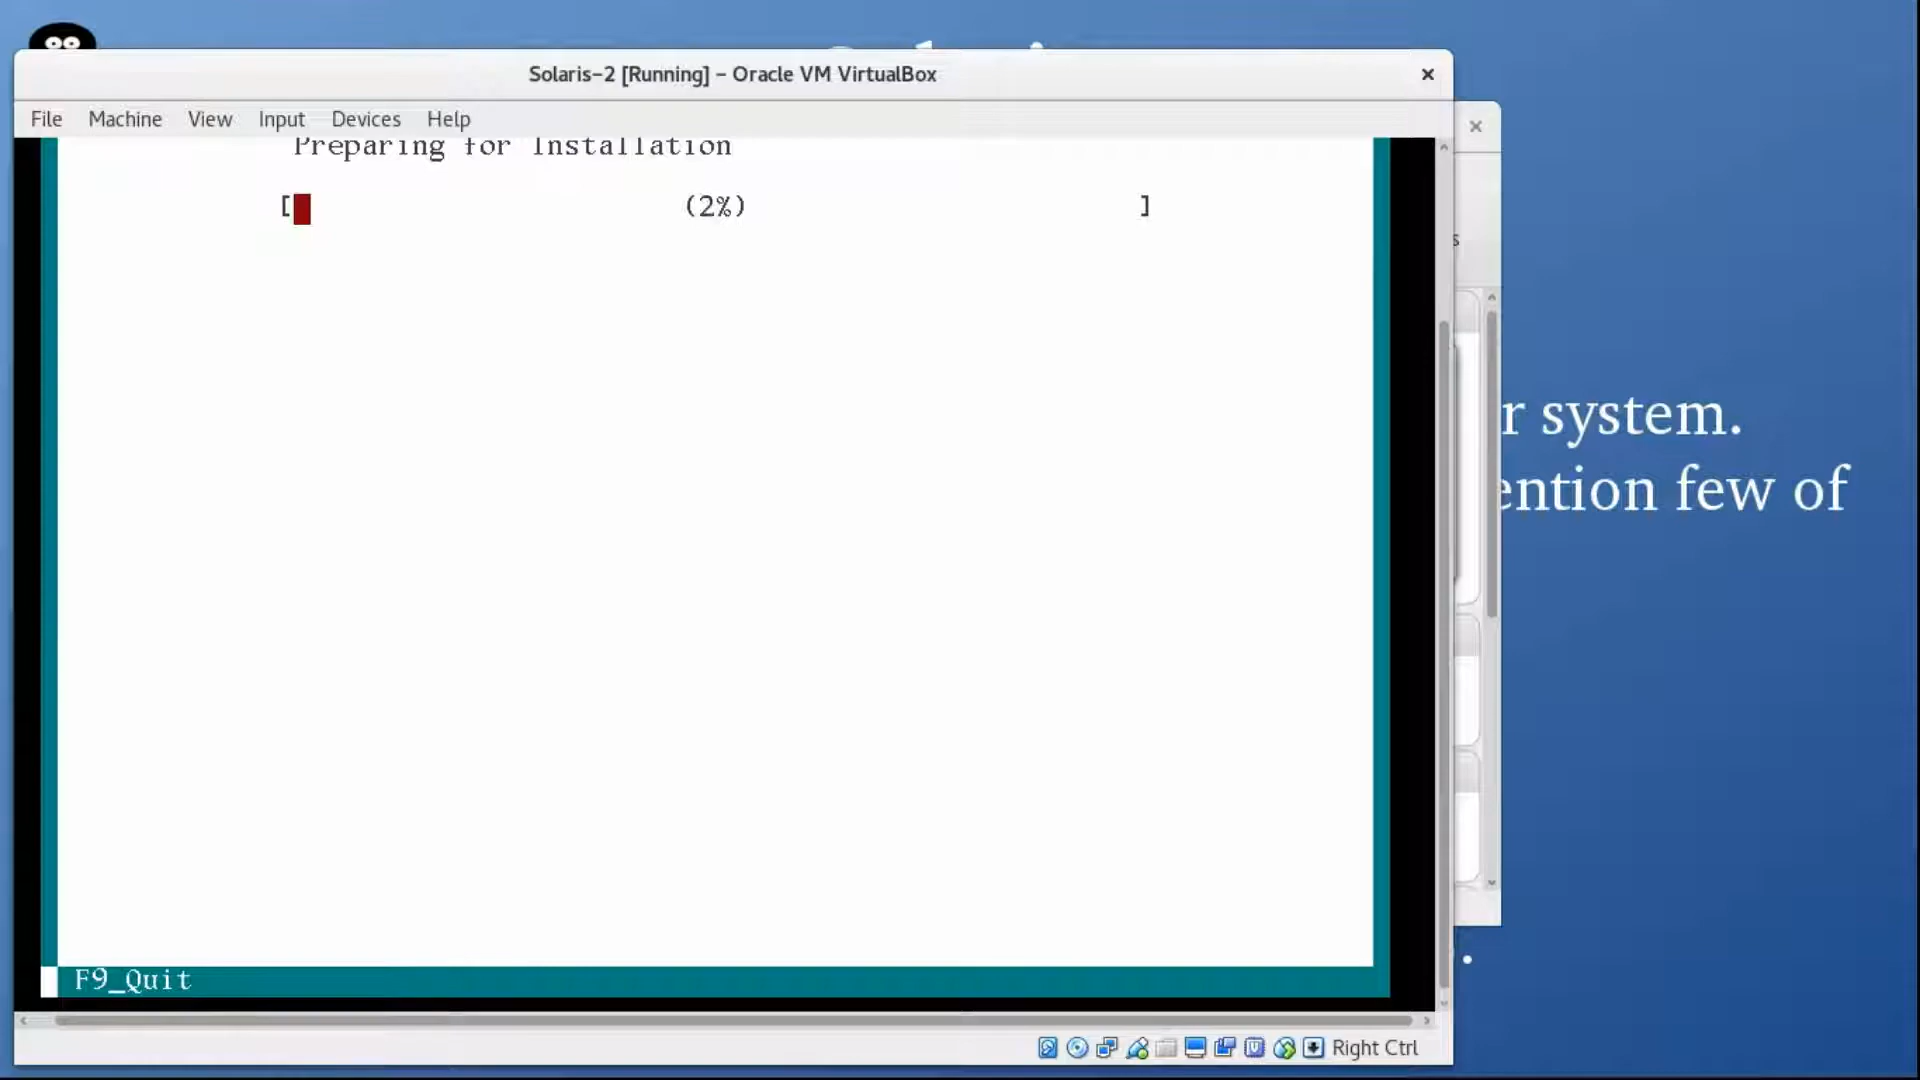 Solaris-2 [Running] - Oracle VM VirtualBox
File Machine View Input Devices Help
Preparing for Installation
[ (2%) ]
r system.
ention few of
F9_Quit
Right Ctrl